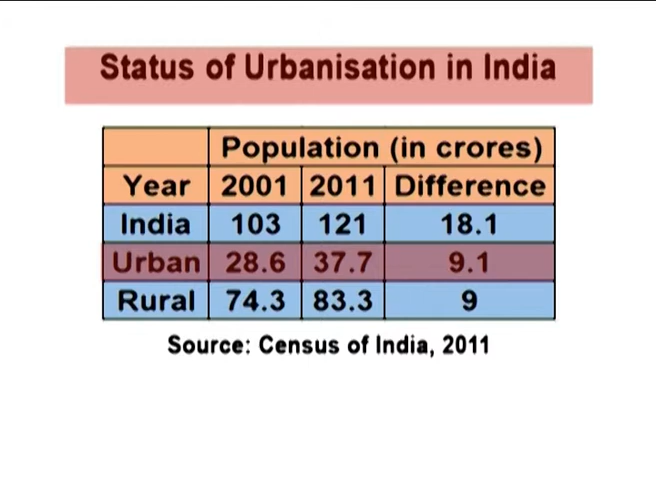 Status of Urbanisation in India
Population (in crores)
Year 2001 2011 Difference
India 103 121 18.1
Urban 28.6 37.7 9.1
Rural 74.3 83.3 9
Source: Census of India, 2011